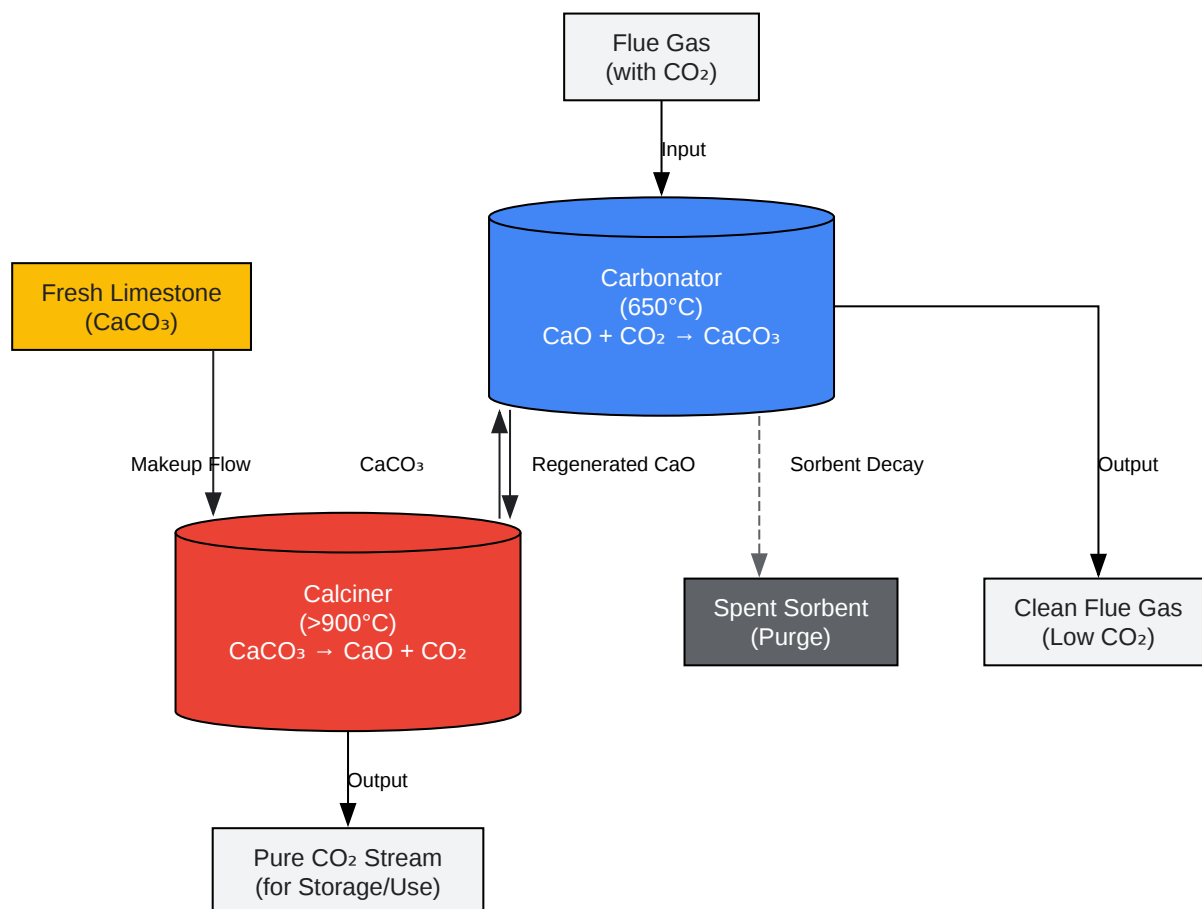 Flue Gas
(with CO₂)
Input
Carbonator
(650°C)
CaO + CO₂ → CaCO₃
Fresh Limestone
(CaCO₃)
Makeup Flow
CaCO₃
Regenerated CaO
Sorbent Decay
Output
Calciner
(>900°C)
CaCO₃ → CaO + CO₂
Spent Sorbent
(Purge)
Clean Flue Gas
(Low CO₂)
Output
Pure CO₂ Stream
(for Storage/Use)